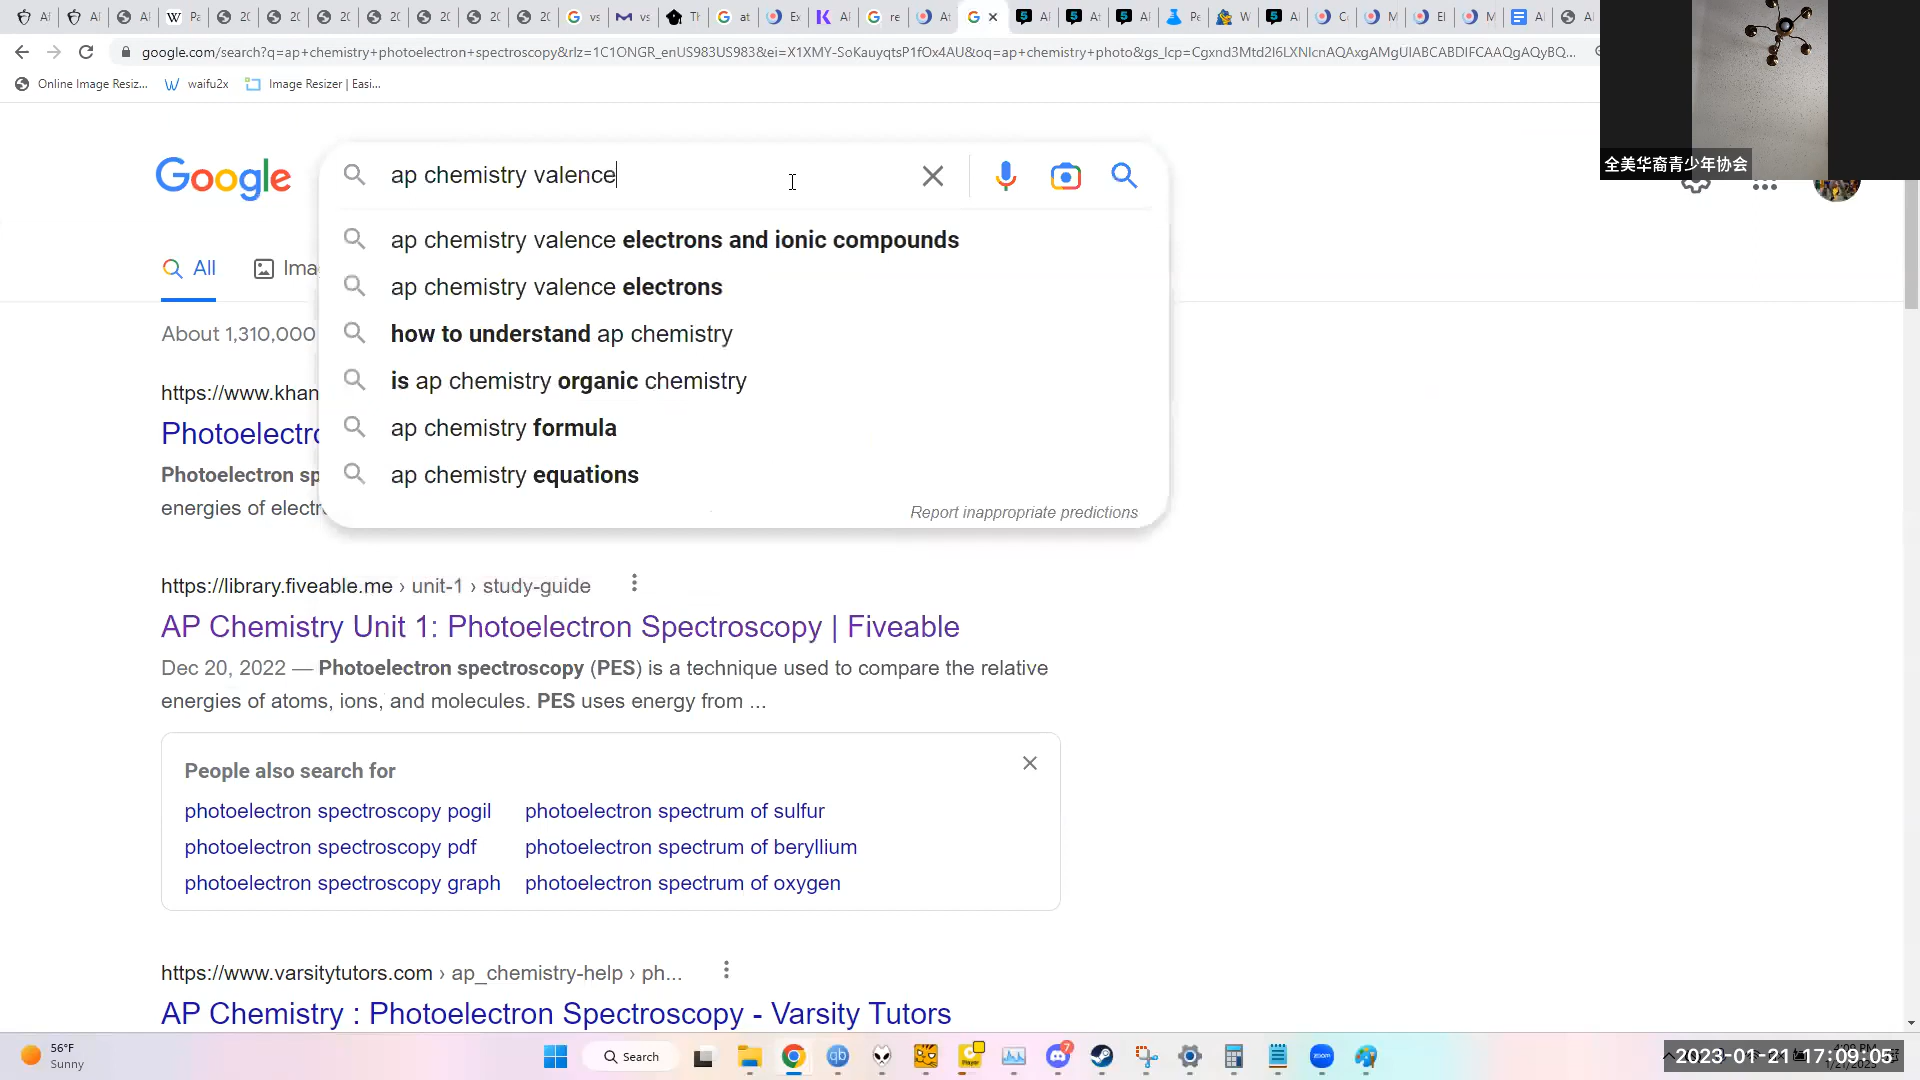 google.com/search?q=ap+chemistry+photoelectron+spectroscopy&rlz=1C1ONGR_enUS983US983&ei=X1XMY-SoKauyqtsP1fOx4AU&oq=ap+chemistry+photo&gs_lcp=Cgxnd3Mtd2l6LXNlcnAQAxgAMgUIABCABDIFCAAQgAQyBQ...
Online Image Resiz...
waifu2x
Image Resizer | Easi...
全美华裔青少年协会
Google
ap chemistry valence
ap chemistry valence electrons and ionic compounds
ap chemistry valence electrons
how to understand ap chemistry
is ap chemistry organic chemistry
ap chemistry formula
ap chemistry equations
Report inappropriate predictions
All
Ima
About 1,310,000
https://www.khan
Photoelectro
Photoelectron sp
energies of electr
https://library.fiveable.me › unit-1 › study-guide
AP Chemistry Unit 1: Photoelectron Spectroscopy | Fiveable
Dec 20, 2022 — Photoelectron spectroscopy (PES) is a technique used to compare the relative
energies of atoms, ions, and molecules. PES uses energy from ...
People also search for
photoelectron spectroscopy pogil
photoelectron spectrum of sulfur
photoelectron spectroscopy pdf
photoelectron spectrum of beryllium
photoelectron spectroscopy graph
photoelectron spectrum of oxygen
https://www.varsitytutors.com › ap_chemistry-help › ph...
AP Chemistry : Photoelectron Spectroscopy - Varsity Tutors
56°F
Sunny
Search
zoom
7
2023-01-21 17:09:05